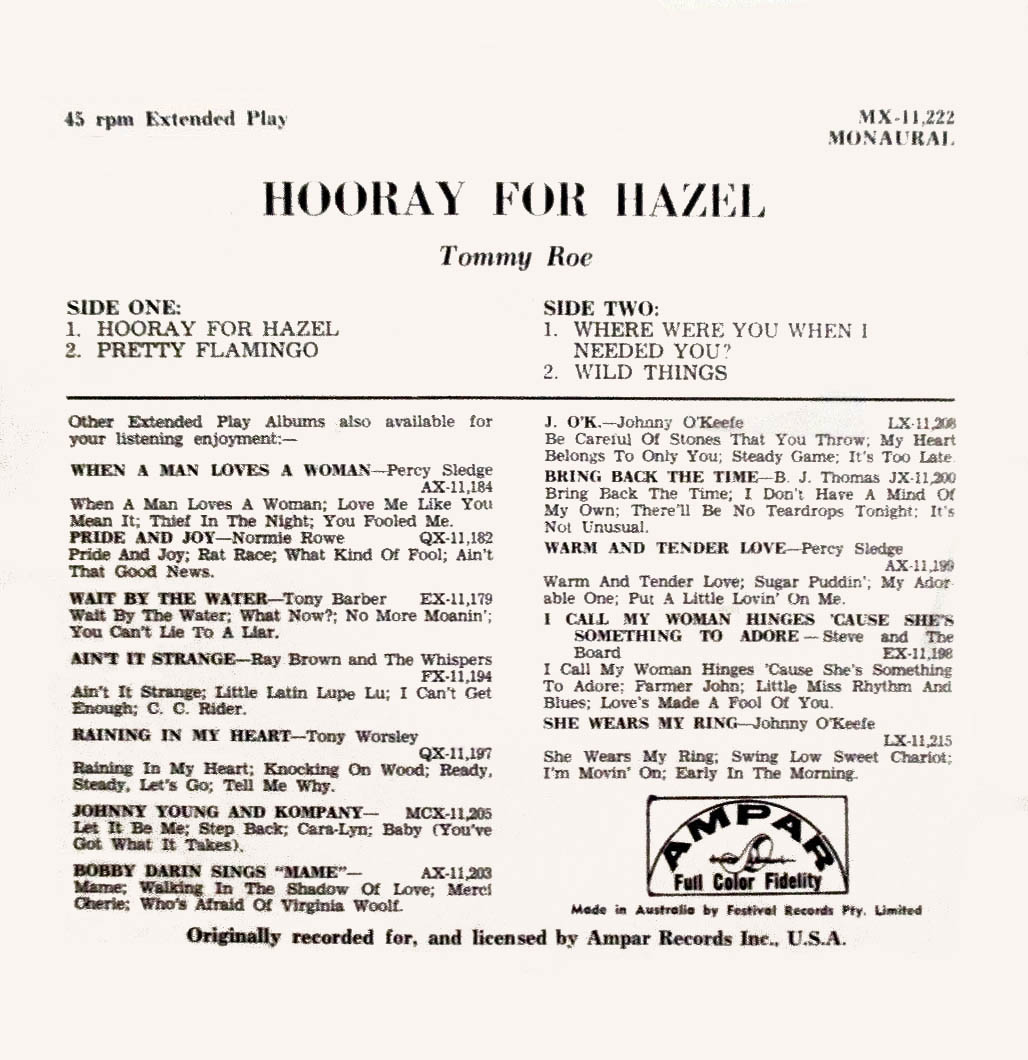 45 rpm Extended Play
MX-11,222
MONAURAL
HOORAY FOR HAZEL
Tommy Roe
SIDE ONE:
1. HOORAY FOR HAZEL
2. PRETTY FLAMINGO
SIDE TWO:
1. WHERE WERE YOU WHEN I
NEEDED YOU?
2. WILD THINGS
Other Extended Play Albums also available for
your listening enjoyment:—
WHEN A MAN LOVES A WOMAN—Percy Sledge
AX-11,184
When A Man Loves A Woman; Love Me Like You
Mean It; Thief In The Night; You Fooled Me.
PRIDE AND JOY—Normie Rowe QX-11,182
Pride And Joy; Rat Race; What Kind Of Fool; Ain't
That Good News.
WAIT BY THE WATER—Tony Barber EX-11,179
Wait By The Water; What Now?; No More Moanin';
You Can't Lie To A Liar.
AIN'T IT STRANGE—Ray Brown and The Whispers
FX-11,194
Ain't It Strange; Little Latin Lupe Lu; I Can't Get
Enough; C. C. Rider.
RAINING IN MY HEART—Tony Worsley
QX-11,197
Raining In My Heart; Knocking On Wood; Ready,
Steady, Let's Go; Tell Me Why.
JOHNNY YOUNG AND KOMPANY— MCX-11,205
Let It Be Me; Step Back; Cara-Lyn; Baby (You've
Got What It Takes).
BOBBY DARIN SINGS "MAME"— AX-11,203
Mame; Walking In The Shadow Of Love; Merci
Cherie; Who's Afraid Of Virginia Woolf.
J. O'K.—Johnny O'Keefe LX-11,208
Be Careful Of Stones That You Throw; My Heart
Belongs To Only You; Steady Game; It's Too Late
BRING BACK THE TIME—B. J. Thomas JX-11,200
Bring Back The Time; I Don't Have A Mind Of
My Own; There'll Be No Teardrops Tonight; It's
Not Unusual.
WARM AND TENDER LOVE—Percy Sledge
AX-11,199
Warm And Tender Love; Sugar Puddin'; My Ador-
able One; Put A Little Lovin' On Me.
I CALL MY WOMAN HINGES 'CAUSE SHE'S
SOMETHING TO ADORE — Steve and The
Board EX-11,198
I Call My Woman Hinges 'Cause She's Something
To Adore; Farmer John; Little Miss Rhythm And
Blues; Love's Made A Fool Of You.
SHE WEARS MY RING—Johnny O'Keefe
LX-11,215
She Wears My Ring; Swing Low Sweet Chariot;
I'm Movin' On; Early In The Morning.
AMPAR
Full Color Fidelity
Made in Australia by Festival Records Pty. Limited
Originally recorded for, and licensed by Ampar Records Inc., U.S.A.